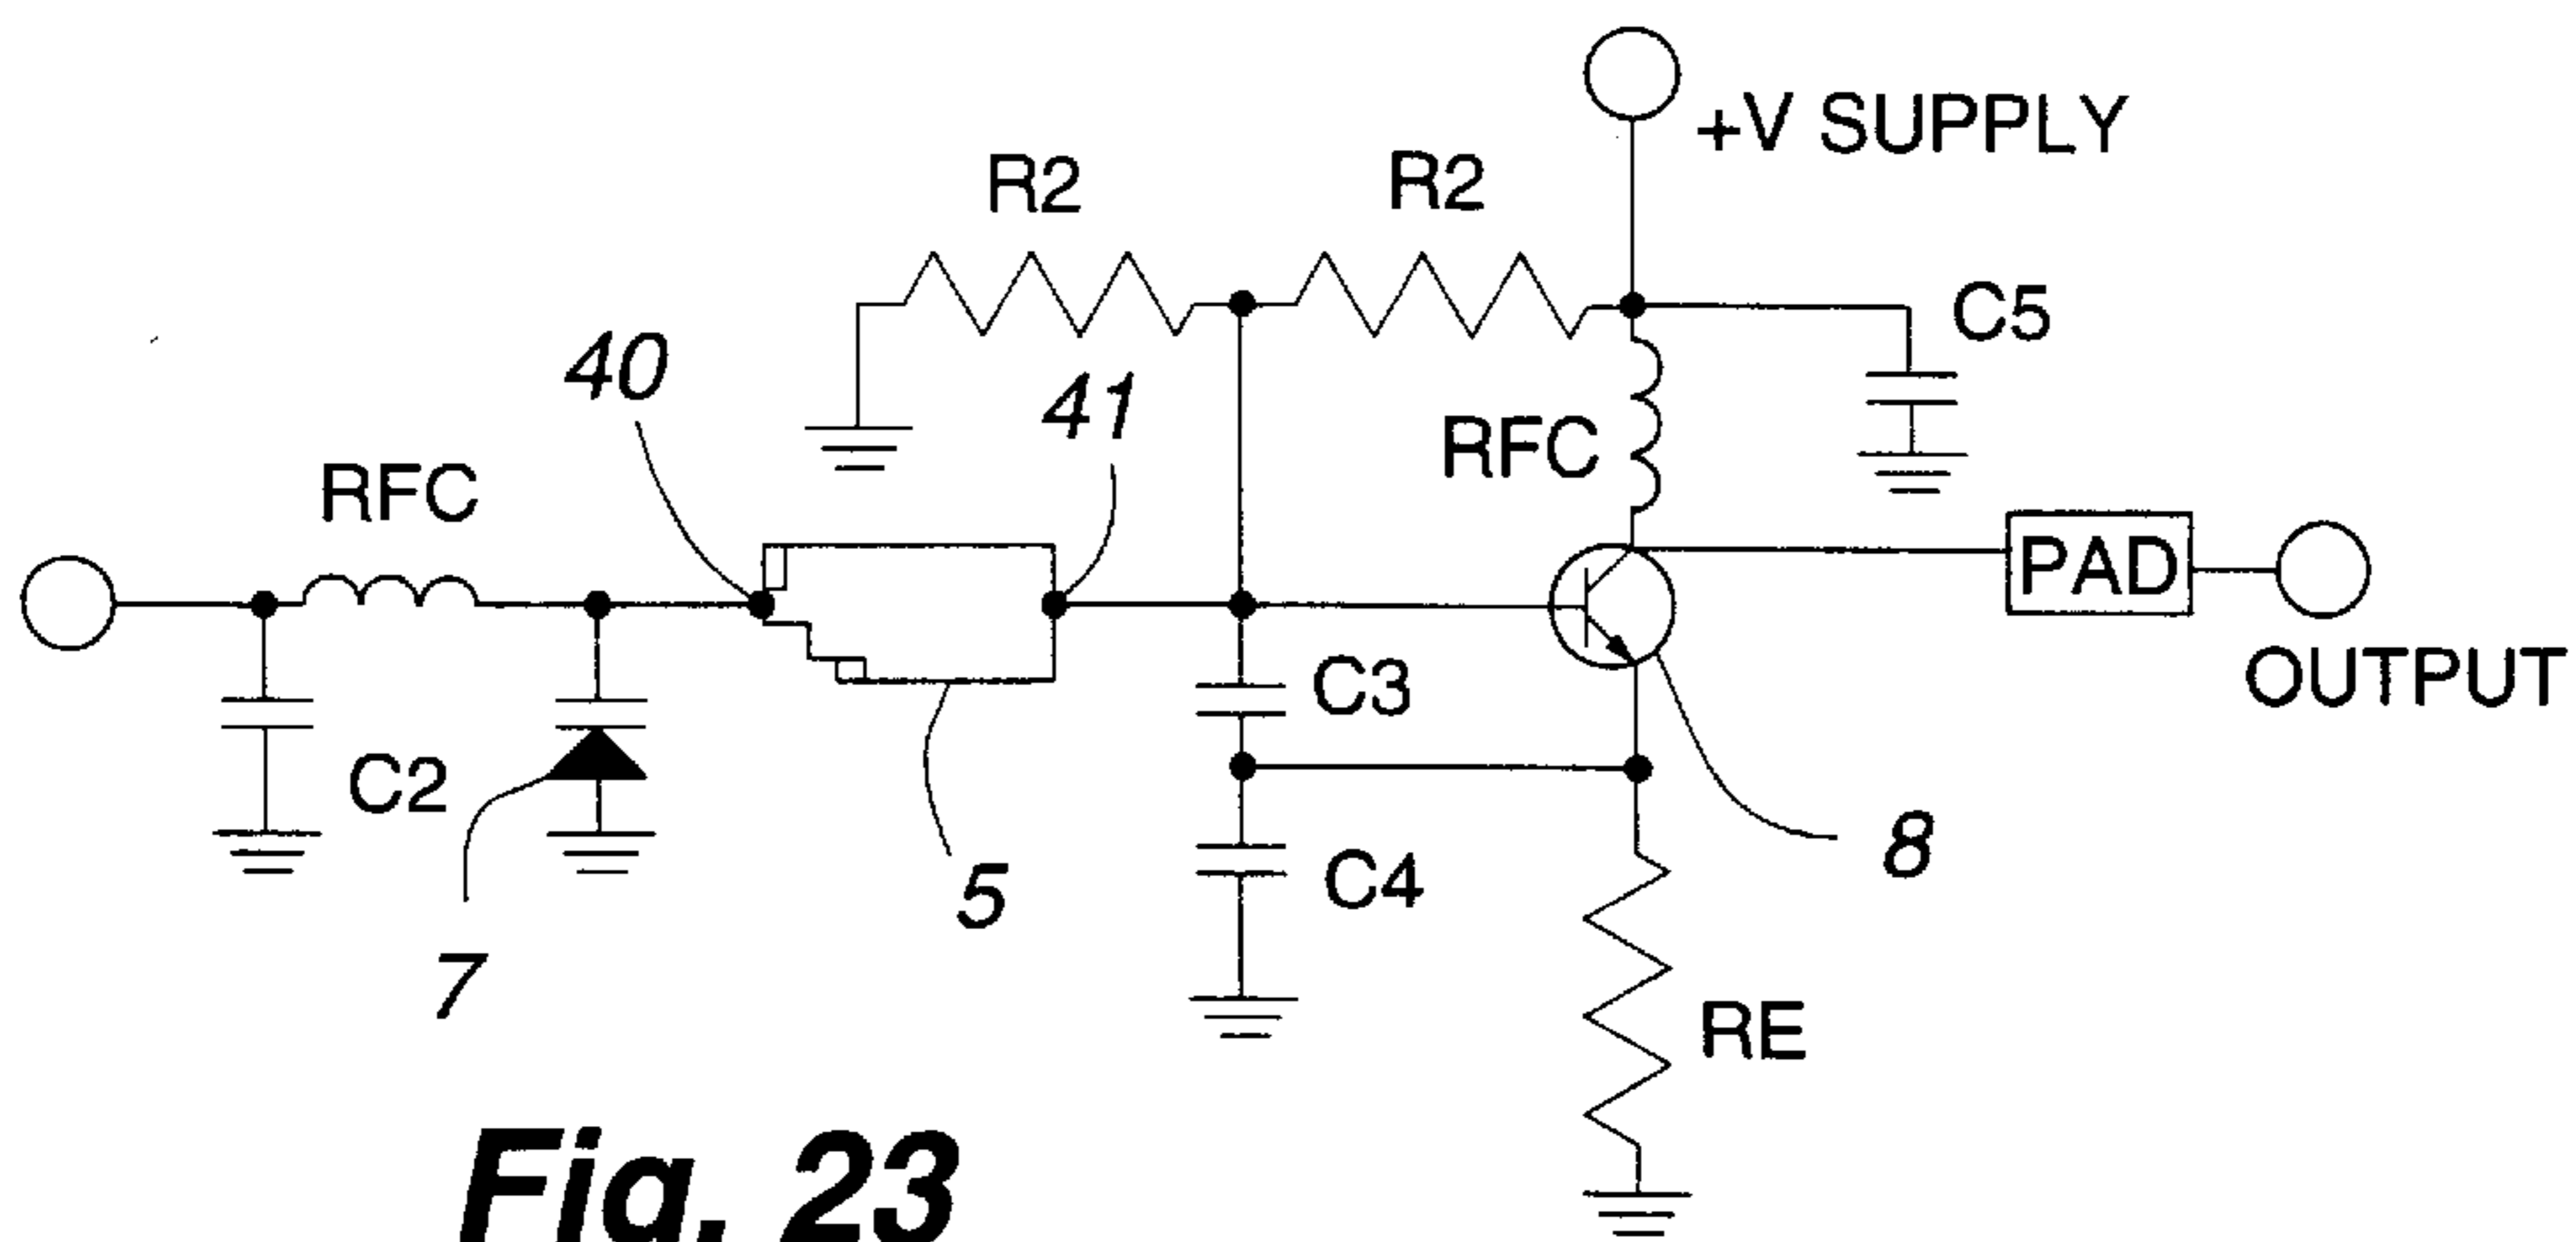 +V SUPPLY
R2
R2
C5
40
41
RFC
RFC
PAD
OUTPUT
C3
C2
C4
5
8
7
RE
Fig. 23